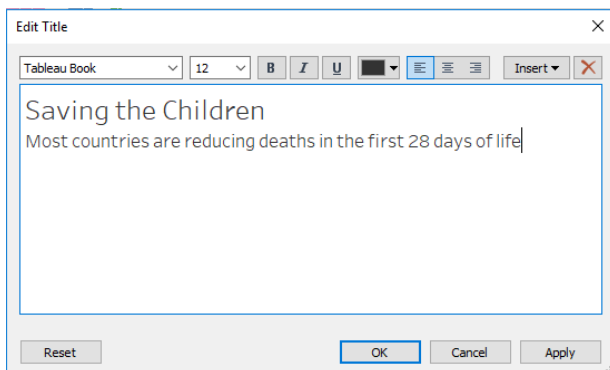 Edit Title
Tableau Book 12 B I U Insert
Saving the Children
Most countries are reducing deaths in the first 28 days of life
Reset OK Cancel Apply